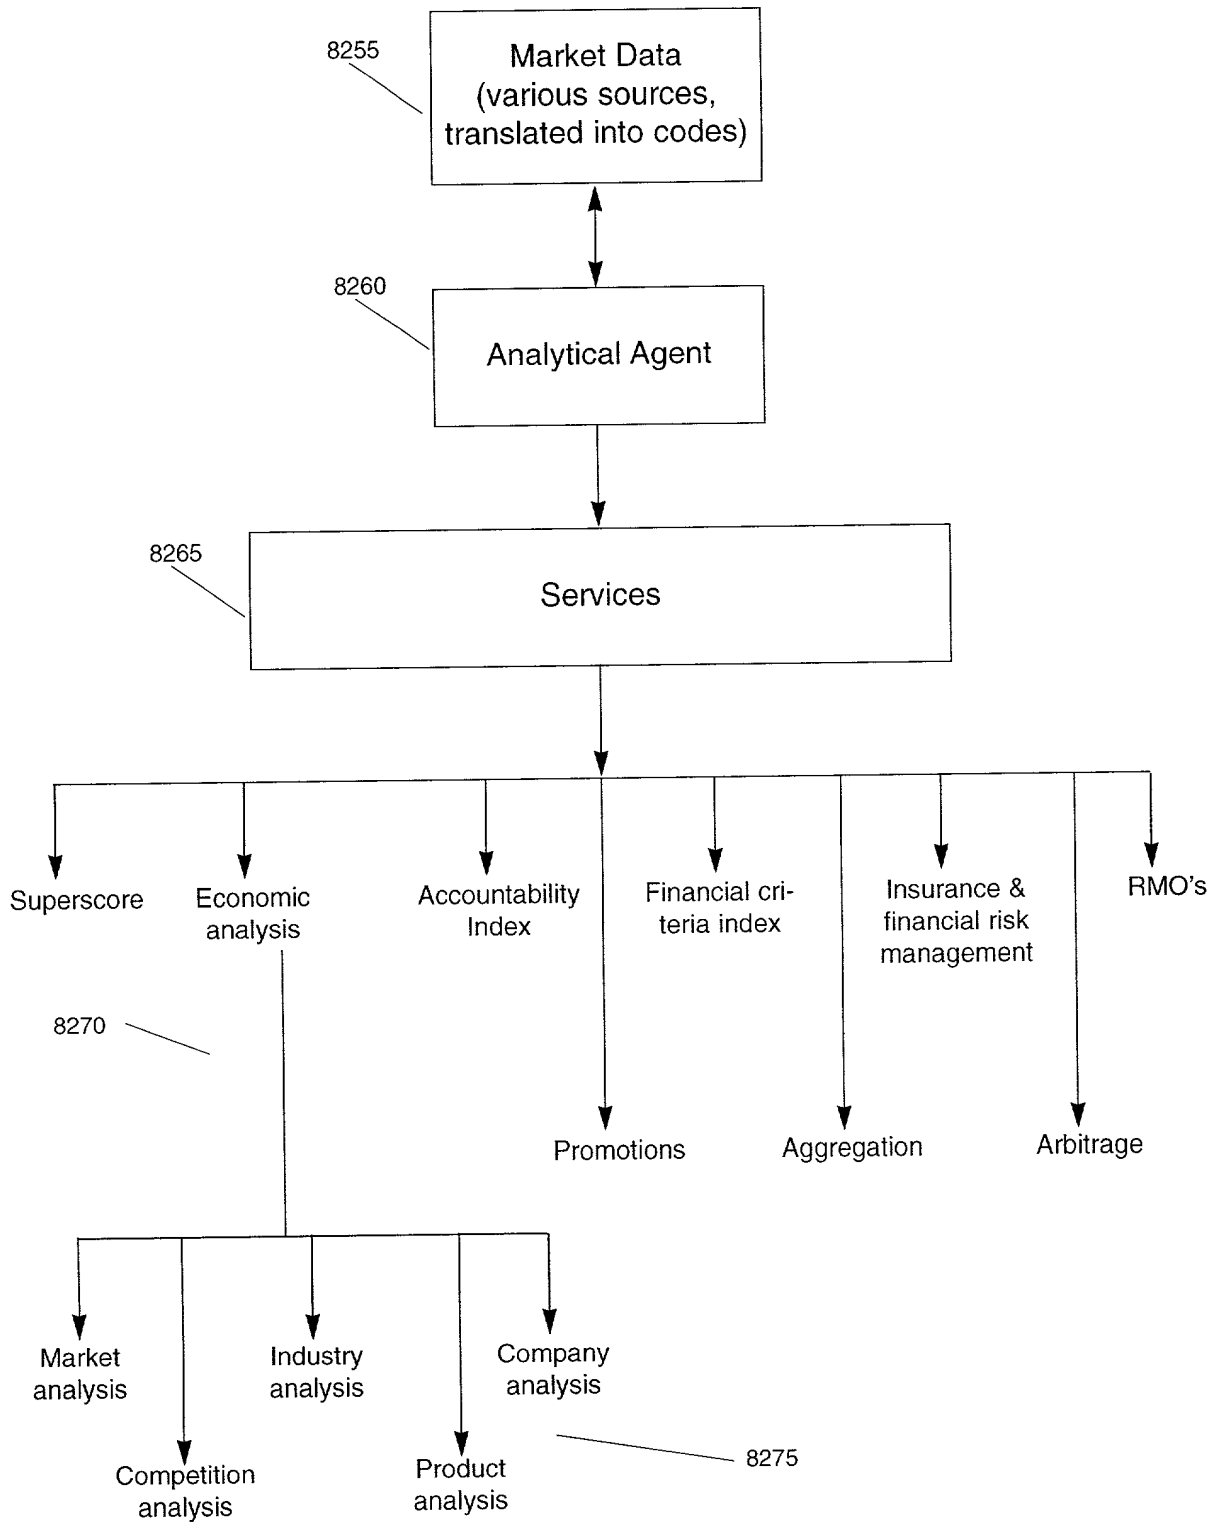 8255
Market Data
(various sources,
translated into codes)
8260
Analytical Agent
8265
Services
Superscore
Economic
analysis
Accountability
Index
Financial cri-
teria index
Insurance &
financial risk
management
RMO's
8270
Promotions
Aggregation
Arbitrage
Market
analysis
Industry
analysis
Company
analysis
Competition
analysis
Product
analysis
8275